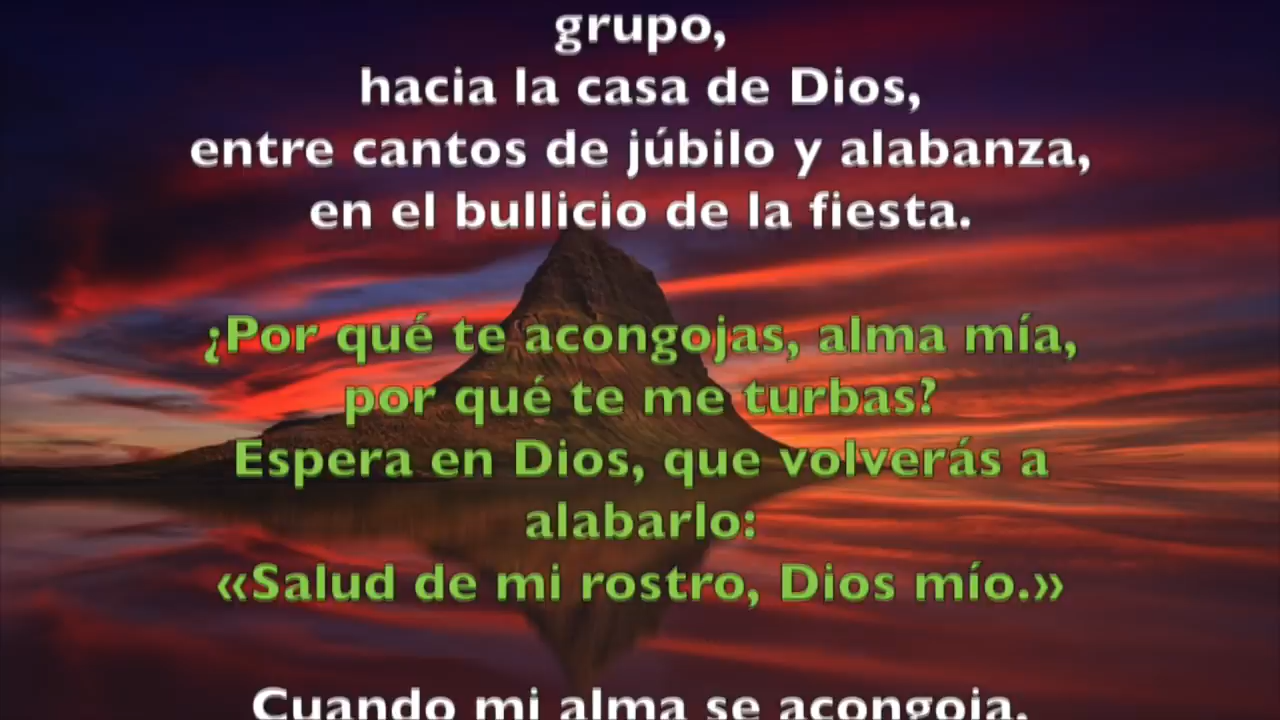 grupo,
hacia la casa de Dios,
entre cantos de júbilo y alabanza,
en el bullicio de la fiesta.
¿Por qué te acongojas, alma mía,
por qué te me turbas?
Espera en Dios, que volverás a
alabarlo:
«Salud de mi rostro, Dios mío.»
Cuando mi alma se acongoja,